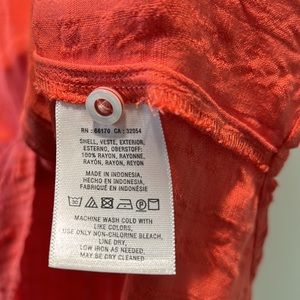 RN : 66170 CA : 32054
SHELL, VESTE, EXTERIOR,
ESTERNO, OBERSTOFF:
100% RAYON, RAYONNE,
RAYÓN, RAYON, REYON
MADE IN INDONESIA,
HECHO EN INDONESIA,
FABRIQUÉ EN INDONÉSIE
30
MACHINE WASH COLD WITH
LIKE COLORS,
USE ONLY NON-CHLORINE BLEACH,
LINE DRY.
LOW IRON AS NEEDED,
MAY BE DRY CLEANED